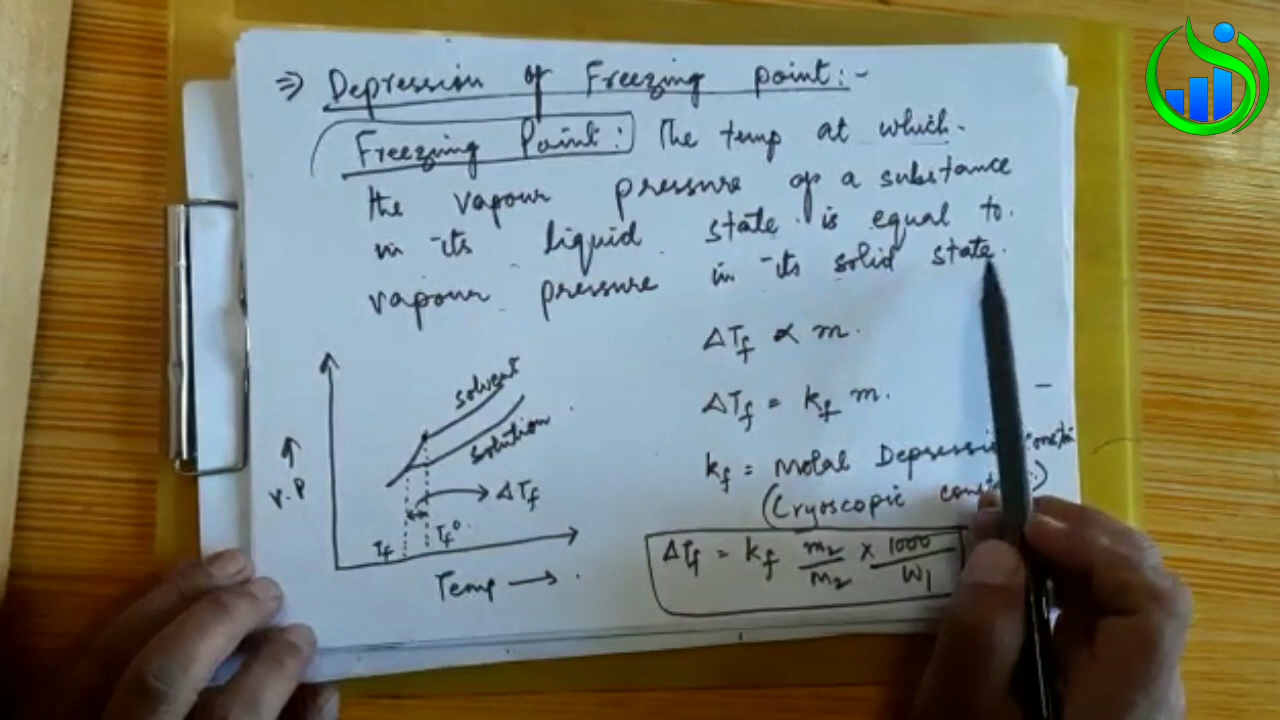 ⇒ Depression of Freezing point:-
Freezing Point: The temp at which
the vapour pressure of a substance
in its liquid state is equal to
vapour pressure in its solid state.
ΔTf ∝ m.
ΔTf = kf m.
kf = Molal Depression
(Cryoscopic
ΔTf = kf m2/M2 × 1000/W1
solvent
solution
V.P
ΔTf
Tf Tf°
Temp →